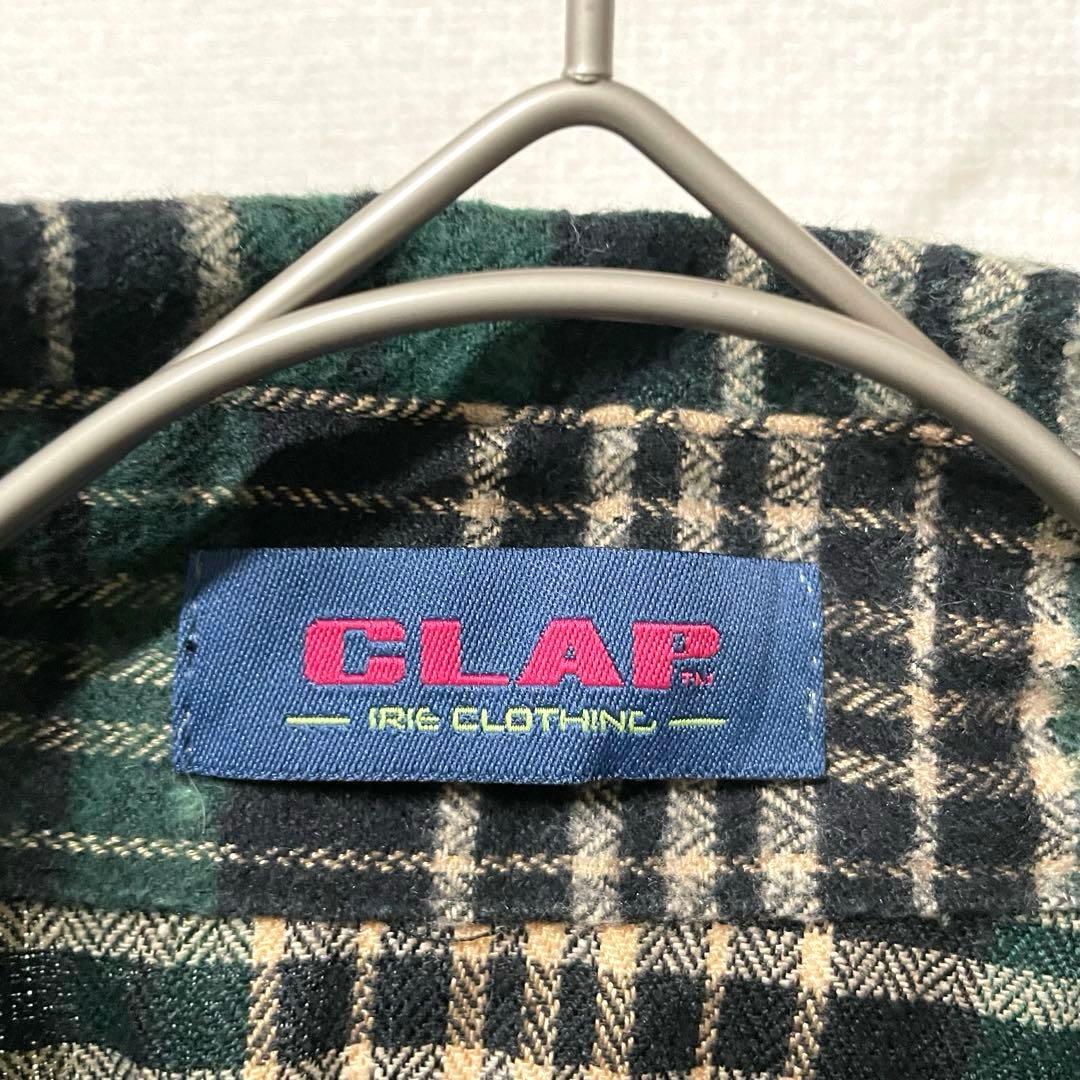 CLAP™
— IRIE CLOTHING —